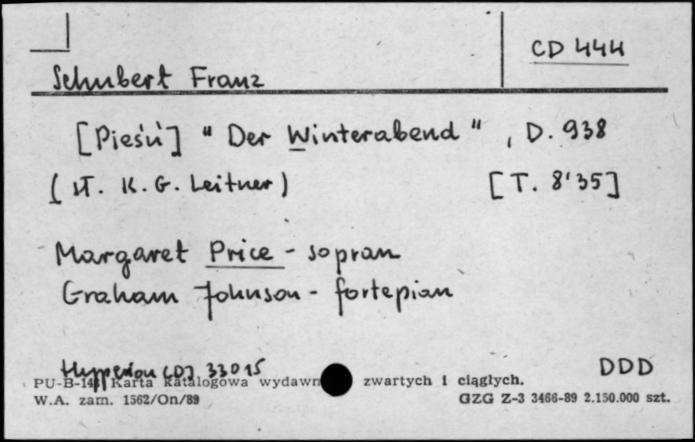 CD 444
Schubert Franz
[Pieśń] "Der Winterabend", D. 938
(sł. K. G. Leitner) [T. 8'35]
Margaret Price - sopran
Graham Johnson - fortepian
Hyperion CDJ 33015 DDD
PU-B-14 Karta katalogowa wydawn zwartych i ciągłych.
W.A. zam. 1562/On/89 GZG Z-3 3466-89 2.150.000 szt.